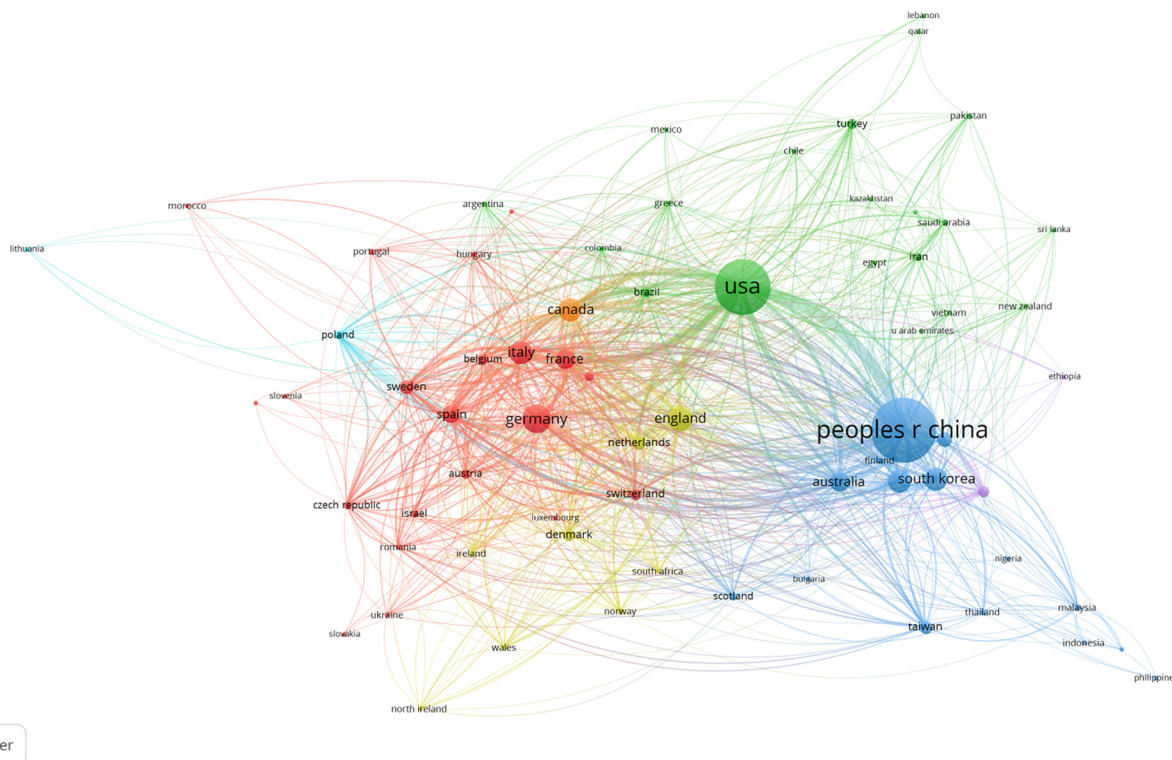 lebanon
qatar
pakistan
turkey
mexico
chile
kazakhstan
argentina
greece
morocco
saudi arabia
sri lanka
lithuania
portugal
hungary
colombia
iran
egypt
usa
brazil
canada
new zealand
vietnam
u arab emirates
poland
italy
france
belgium
ethiopia
sweden
slovenia
spain
germany
england
peoples r china
netherlands
finland
austria
australia
south korea
switzerland
czech republic
israel
luxembourg
denmark
romania
ireland
nigeria
south africa
bulgaria
scotland
malaysia
norway
thailand
ukraine
taiwan
slovakia
indonesia
wales
philippine
north ireland
er